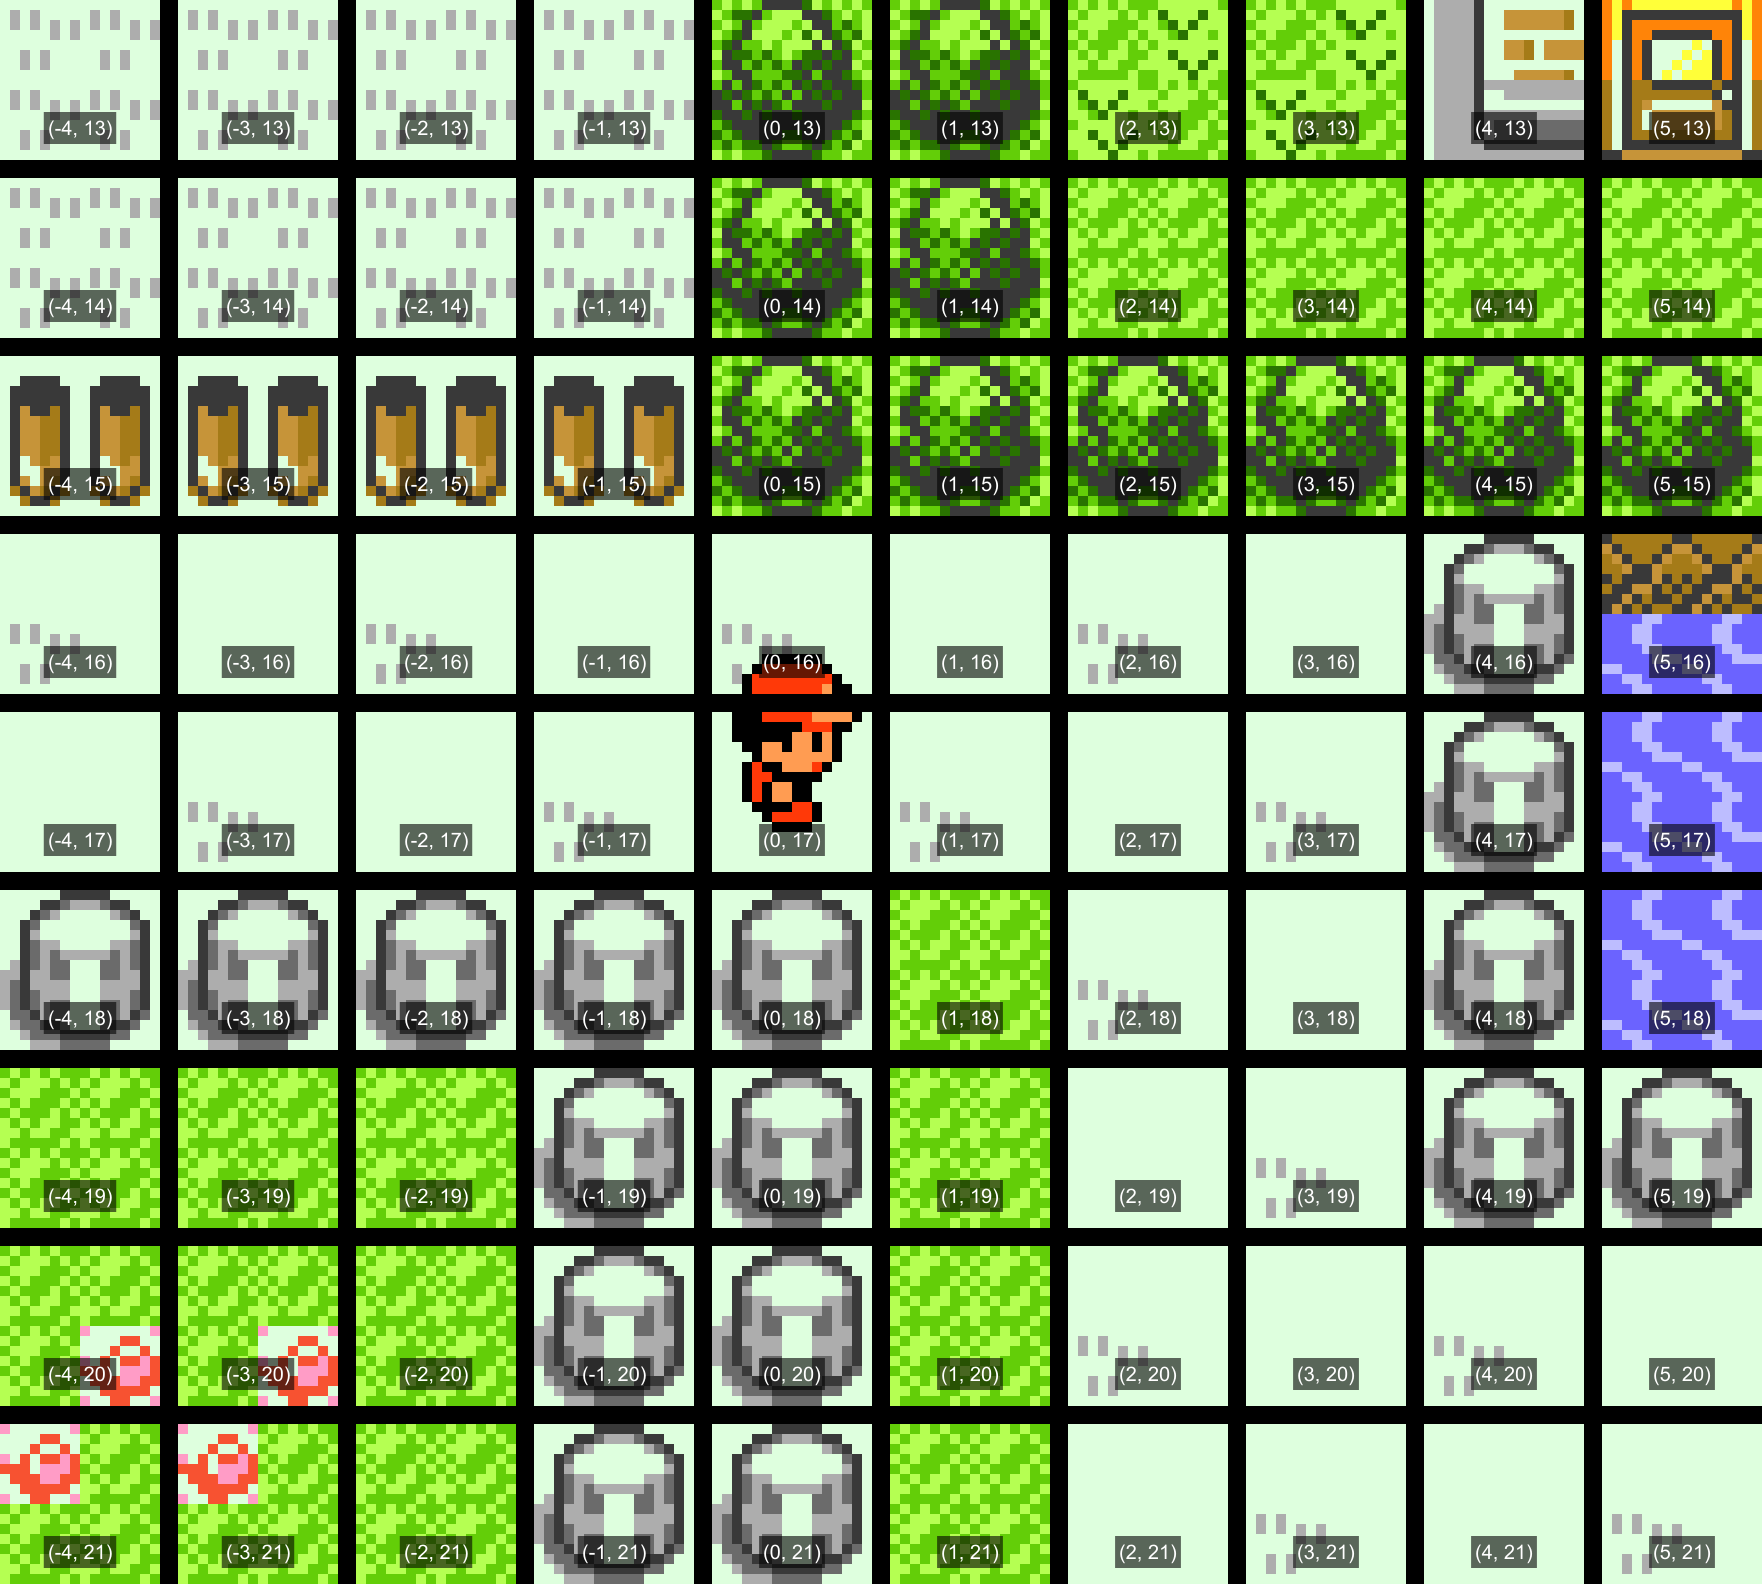 (-4, 13) (-3, 13) (-2, 13) (-1, 13) (0, 13) (1, 13) (2, 13) (3, 13) (4, 13) (5, 13)
(-4, 14) (-3, 14) (-2, 14) (-1, 14) (0, 14) (1, 14) (2, 14) (3, 14) (4, 14) (5, 14)
(-4, 15) (-3, 15) (-2, 15) (-1, 15) (0, 15) (1, 15) (2, 15) (3, 15) (4, 15) (5, 15)
(-4, 16) (-3, 16) (-2, 16) (-1, 16) (0, 16) (1, 16) (2, 16) (3, 16) (4, 16) (5, 16)
(-4, 17) (-3, 17) (-2, 17) (-1, 17) (0, 17) (1, 17) (2, 17) (3, 17) (4, 17) (5, 17)
(-4, 18) (-3, 18) (-2, 18) (-1, 18) (0, 18) (1, 18) (2, 18) (3, 18) (4, 18) (5, 18)
(-4, 19) (-3, 19) (-2, 19) (-1, 19) (0, 19) (1, 19) (2, 19) (3, 19) (4, 19) (5, 19)
(-4, 20) (-3, 20) (-2, 20) (-1, 20) (0, 20) (1, 20) (2, 20) (3, 20) (4, 20) (5, 20)
(-4, 21) (-3, 21) (-2, 21) (-1, 21) (0, 21) (1, 21) (2, 21) (3, 21) (4, 21) (5, 21)